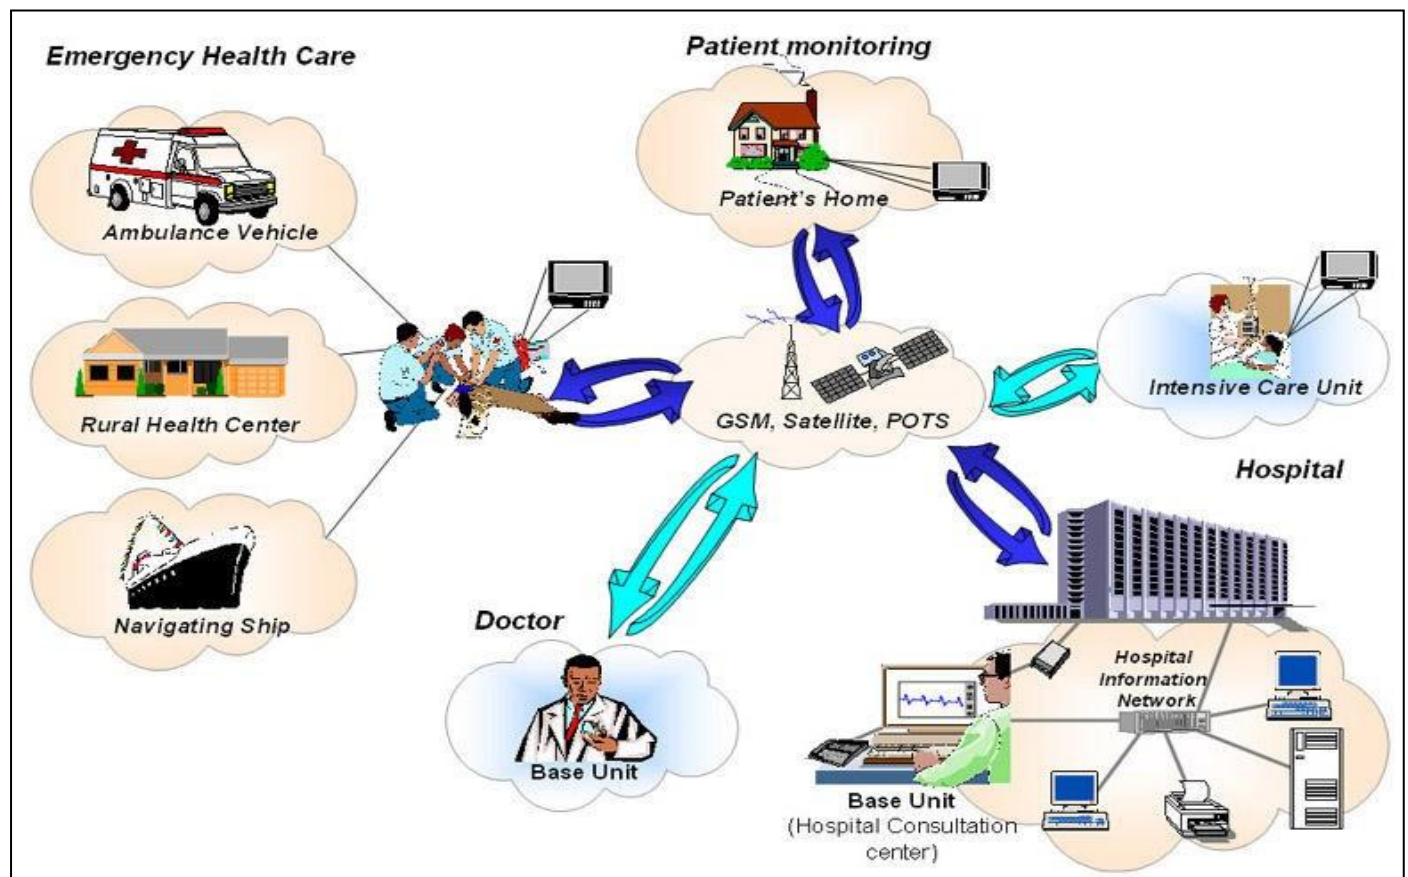 Emergency Health Care
Ambulance Vehicle
Rural Health Center
Navigating Ship
Patient monitoring
Patient's Home
GSM, Satellite, POTS
Intensive Care Unit
Doctor
Base Unit
Hospital
Hospital
Information
Network
Base Unit
(Hospital Consultation
center)